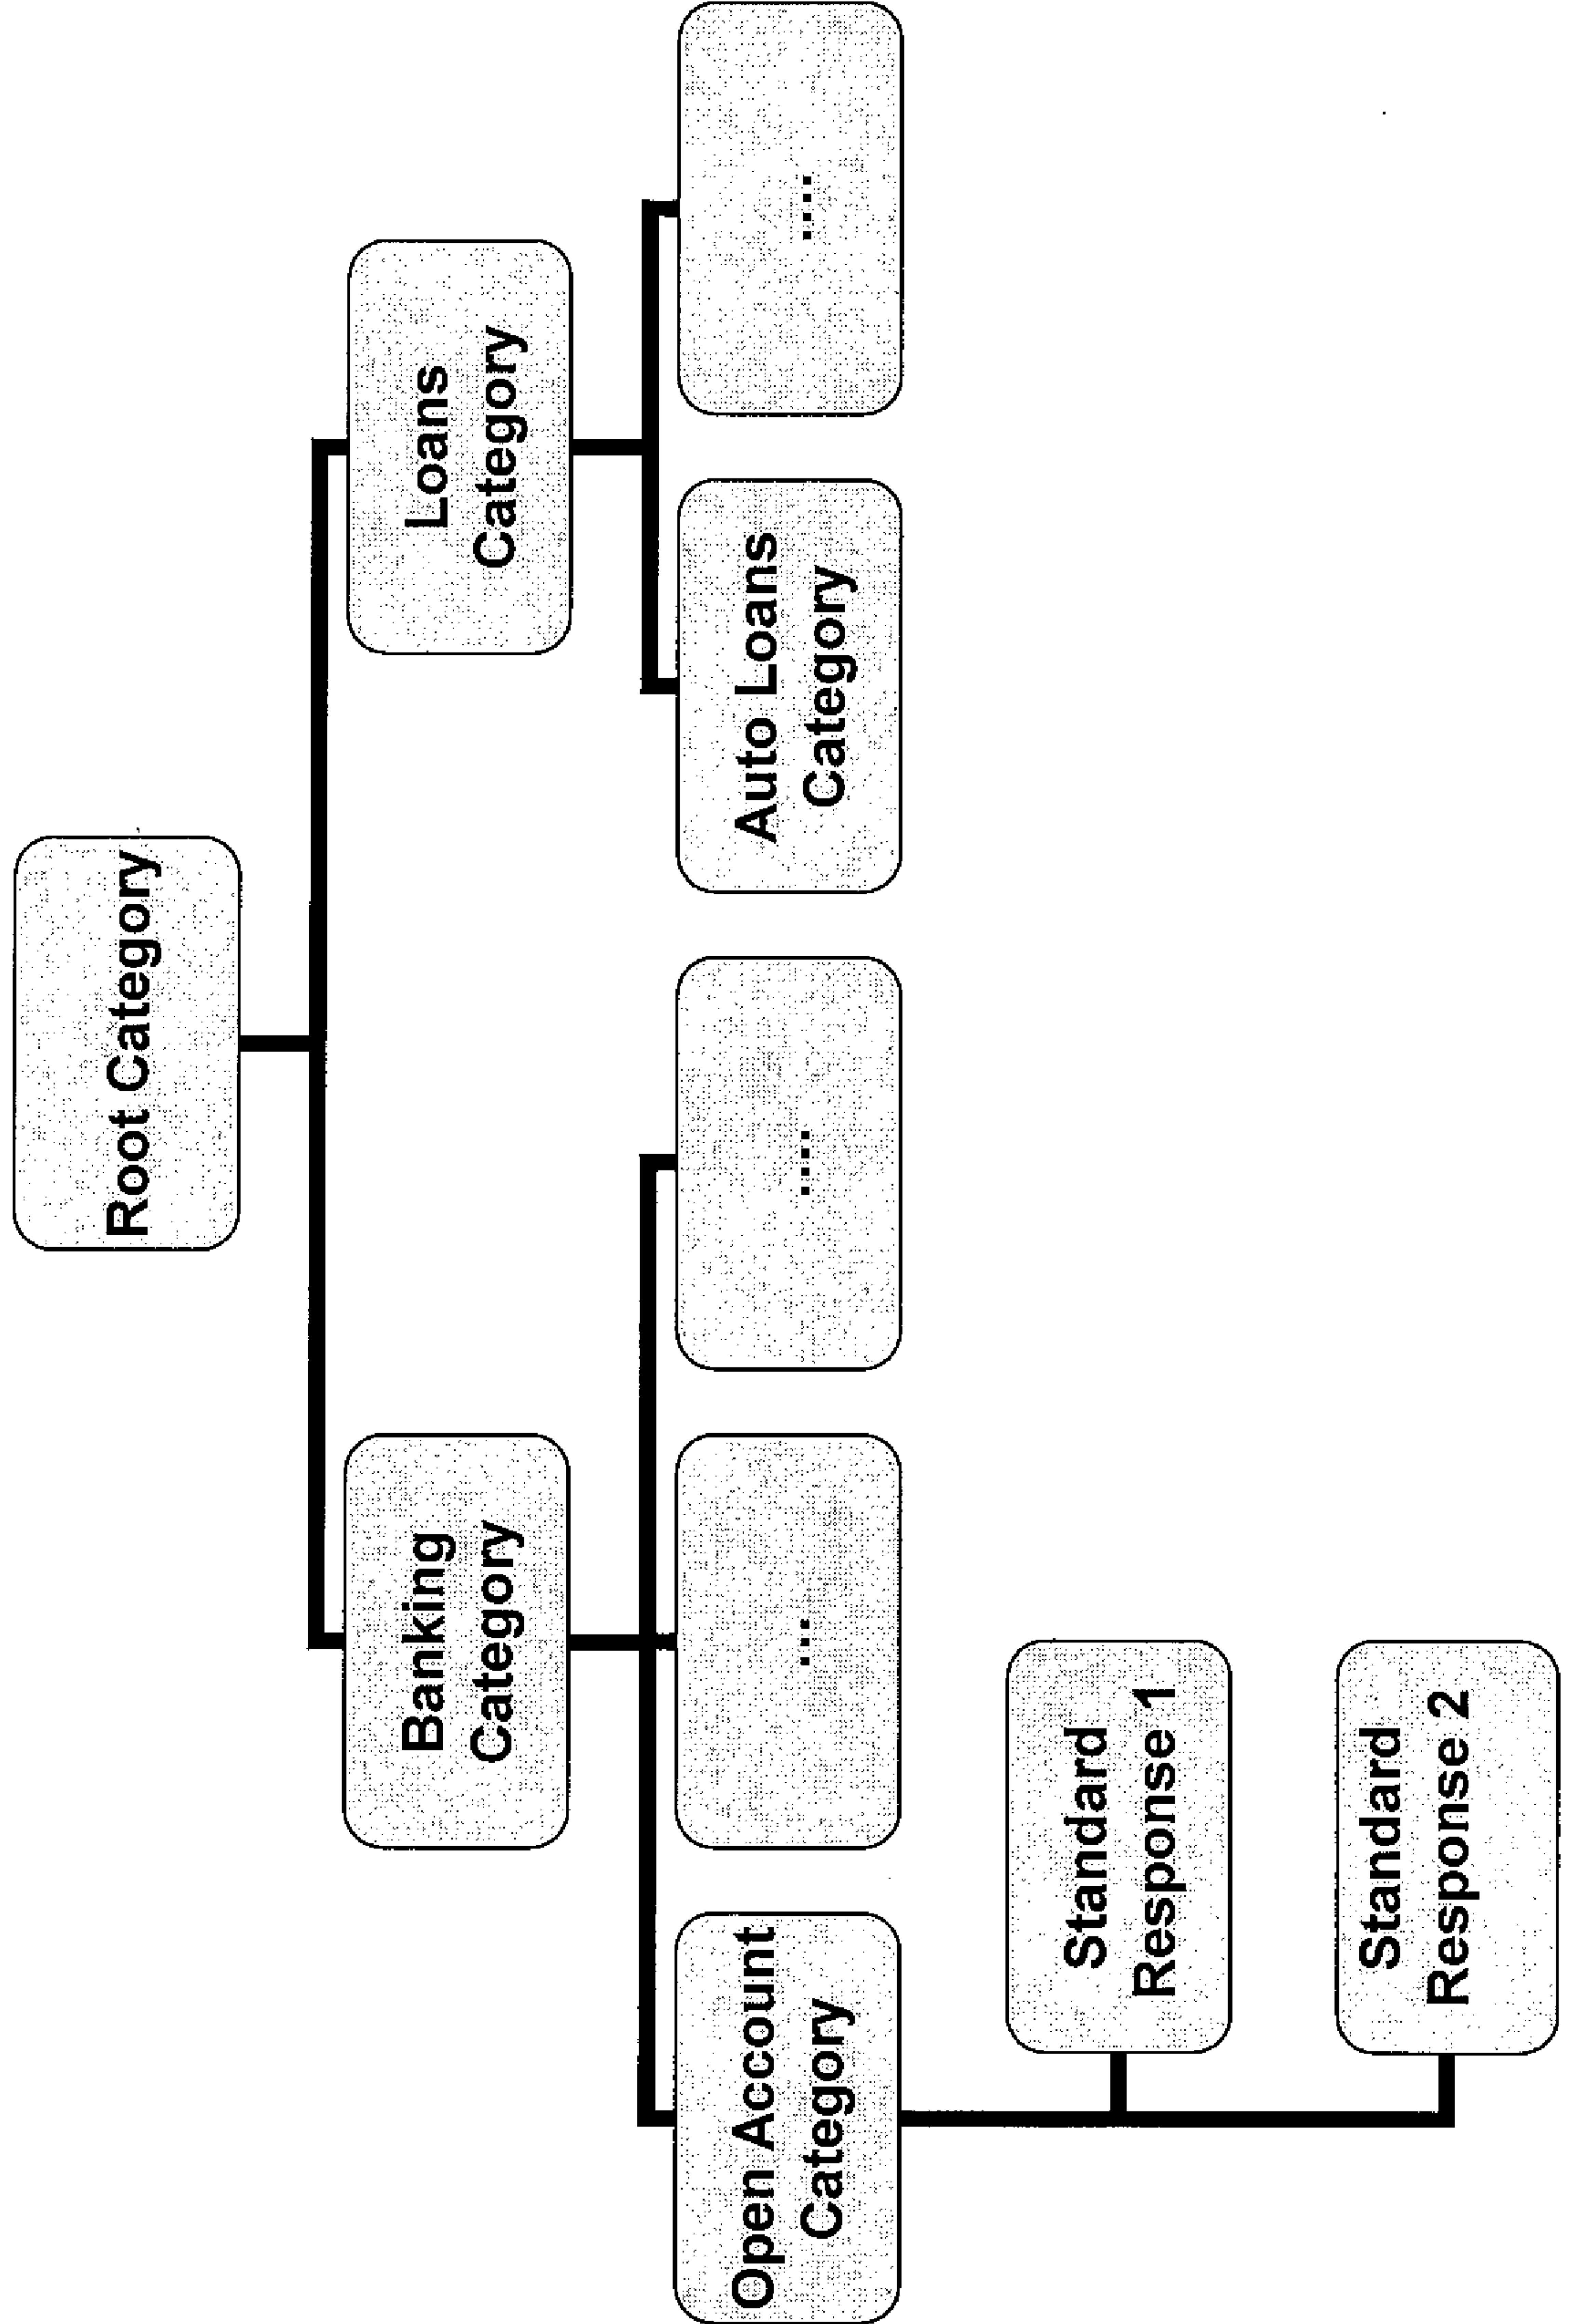 Root Category
Banking
Category
Loans
Category
Open Account
Category
...
....
Auto Loans
Category
....
Standard
Response 1
Standard
Response 2